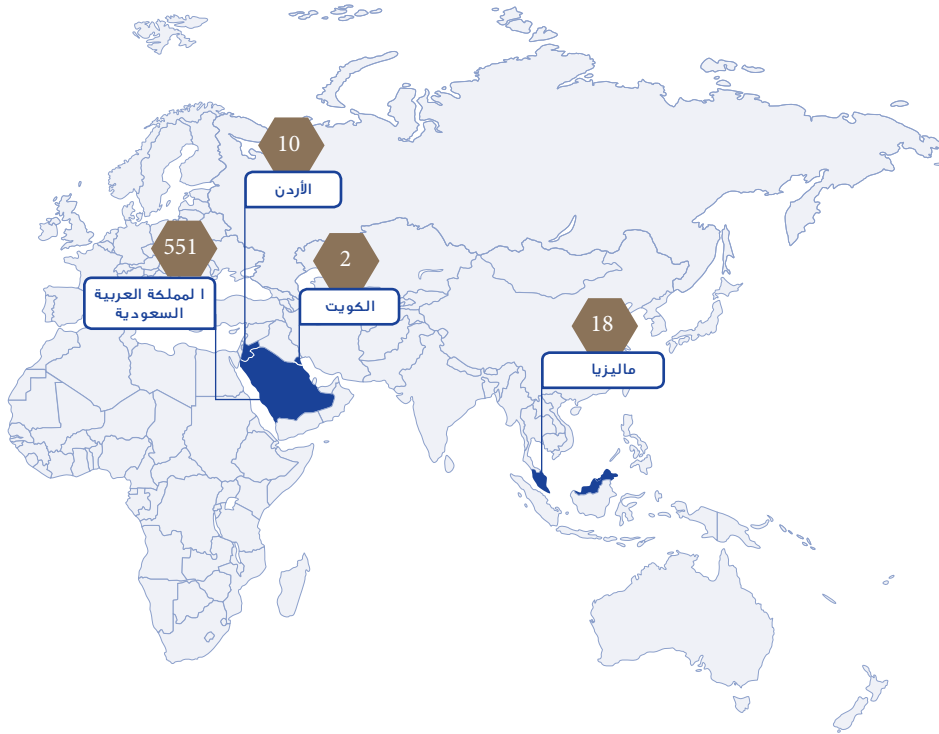 10
الأردن
551
ا لمملكة العربية
السعودية
2
الكويت
18
ماليزيا